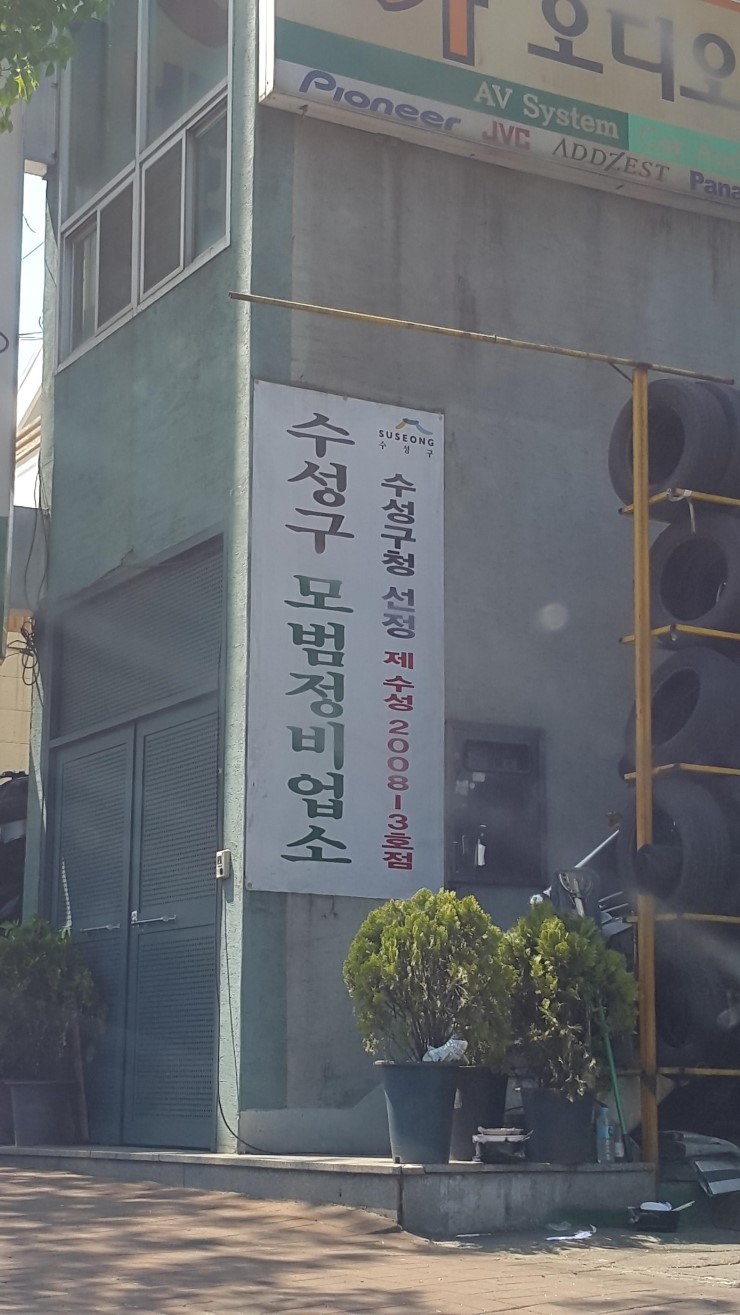 오디오
AV System
Pioneer JVC ADDZEST
SUSEONG
수성구
수성구청 선정 제 수성 2008-3호점
수성구 모범정비업소